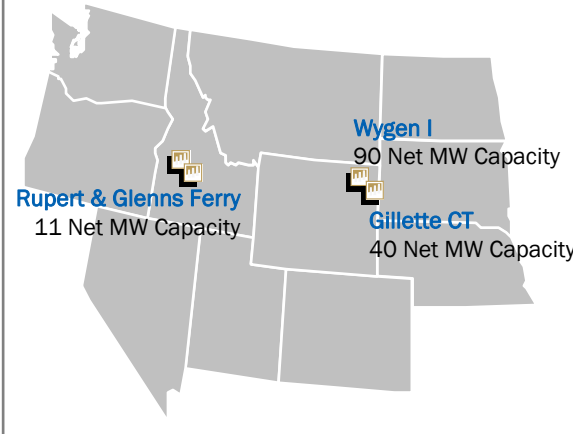 Wygen I
90 Net MW Capacity
Rupert & Glenns Ferry
11 Net MW Capacity
Gillette CT
40 Net MW Capacity